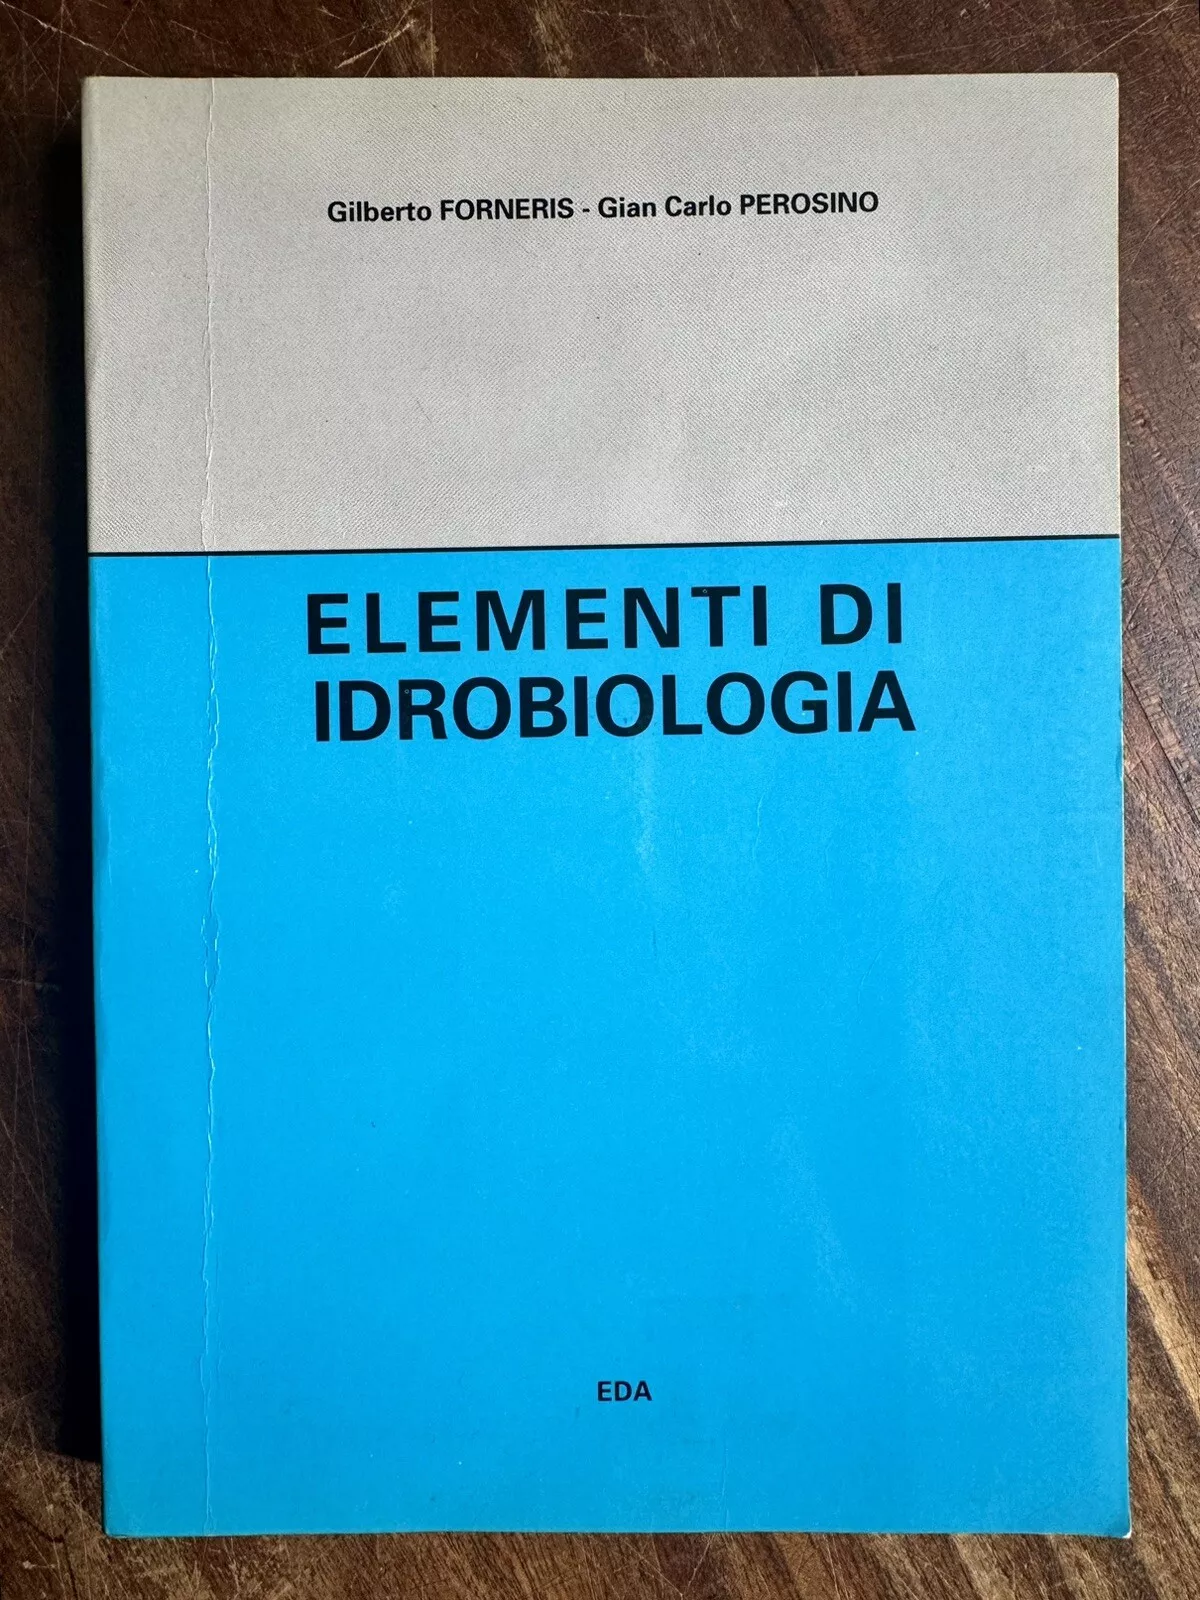 Gilberto FORNERIS - Gian Carlo PEROSINO
ELEMENTI DI
IDROBIOLOGIA
EDA